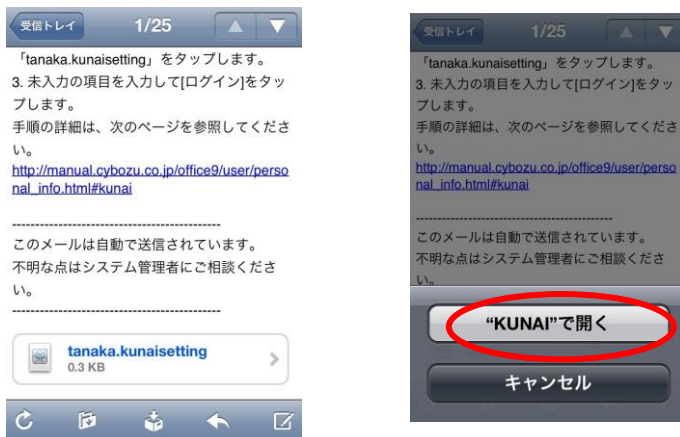 受信トレイ
1/25
「tanaka.kunaisetting」をタップします。
3. 未入力の項目を入力して[ログイン]をタッ
プします。
手順の詳細は、次のページを参照してくださ
い。
http://manual.cybozu.co.jp/office9/user/perso
nal_info.html#kunai
---------------------------------------------
このメールは自動で送信されています。
不明な点はシステム管理者にご相談くださ
い。
---------------------------------------------
tanaka.kunaisetting
0.3 KB
受信トレイ
1/25
「tanaka.kunaisetting」をタップします。
3. 未入力の項目を入力して[ログイン]をタッ
プします。
手順の詳細は、次のページを参照してくださ
い。
http://manual.cybozu.co.jp/office9/user/perso
nal_info.html#kunai
---------------------------------------------
このメールは自動で送信されています。
不明な点はシステム管理者にご相談くださ
い。
“KUNAI”で開く
キャンセル